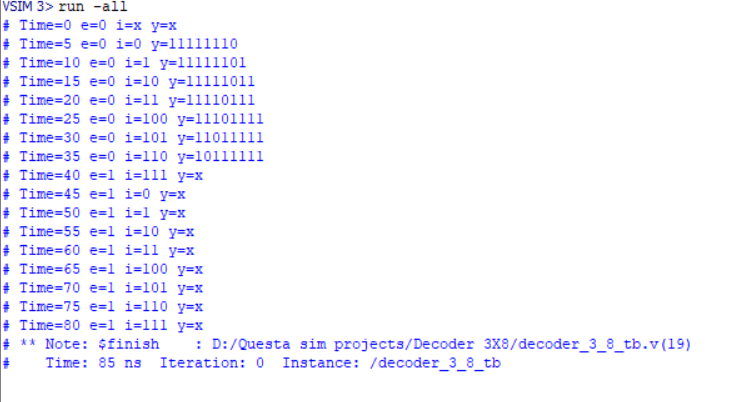 VSIM 3> run -all
# Time=0 e=0 i=x y=x
# Time=5 e=0 i=0 y=11111110
# Time=10 e=0 i=1 y=11111101
# Time=15 e=0 i=10 y=11111011
# Time=20 e=0 i=11 y=11110111
# Time=25 e=0 i=100 y=11101111
# Time=30 e=0 i=101 y=11011111
# Time=35 e=0 i=110 y=10111111
# Time=40 e=1 i=111 y=x
# Time=45 e=1 i=0 y=x
# Time=50 e=1 i=1 y=x
# Time=55 e=1 i=10 y=x
# Time=60 e=1 i=11 y=x
# Time=65 e=1 i=100 y=x
# Time=70 e=1 i=101 y=x
# Time=75 e=1 i=110 y=x
# Time=80 e=1 i=111 y=x
# ** Note: $finish    : D:/Questa sim projects/Decoder 3X8/decoder_3_8_tb.v(19)
#    Time: 85 ns  Iteration: 0  Instance: /decoder_3_8_tb